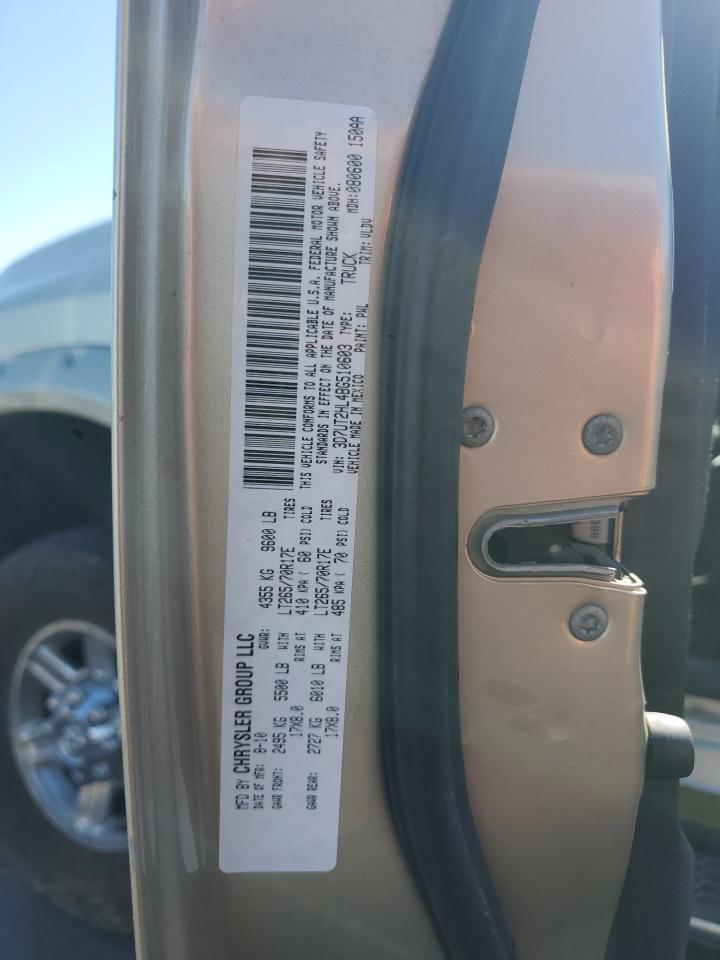 MFD BY CHRYSLER GROUP LLC
DATE OF MFR: 8-10 GVWR: 4355 KG 9600 LB
GAWR FRONT: 2495 KG 5500 LB WITH LT265/70R17E TIRES
17X8.0 RIMS AT 410 KPA ( 60 PSI) COLD
GAWR REAR: 2727 KG 6010 LB WITH LT265/70R17E TIRES
17X8.0 RIMS AT 485 KPA ( 70 PSI) COLD
THIS VEHICLE CONFORMS TO ALL APPLICABLE U.S.A. FEDERAL MOTOR VEHICLE SAFETY
STANDARDS IN EFFECT ON THE DATE OF MANUFACTURE SHOWN ABOVE.
VIN: 3D7UT2HL4BG510603 TYPE: TRUCK MDH:080600 150AA
VEHICLE MADE IN MEXICO PAINT: PWL TRIM: VLDV